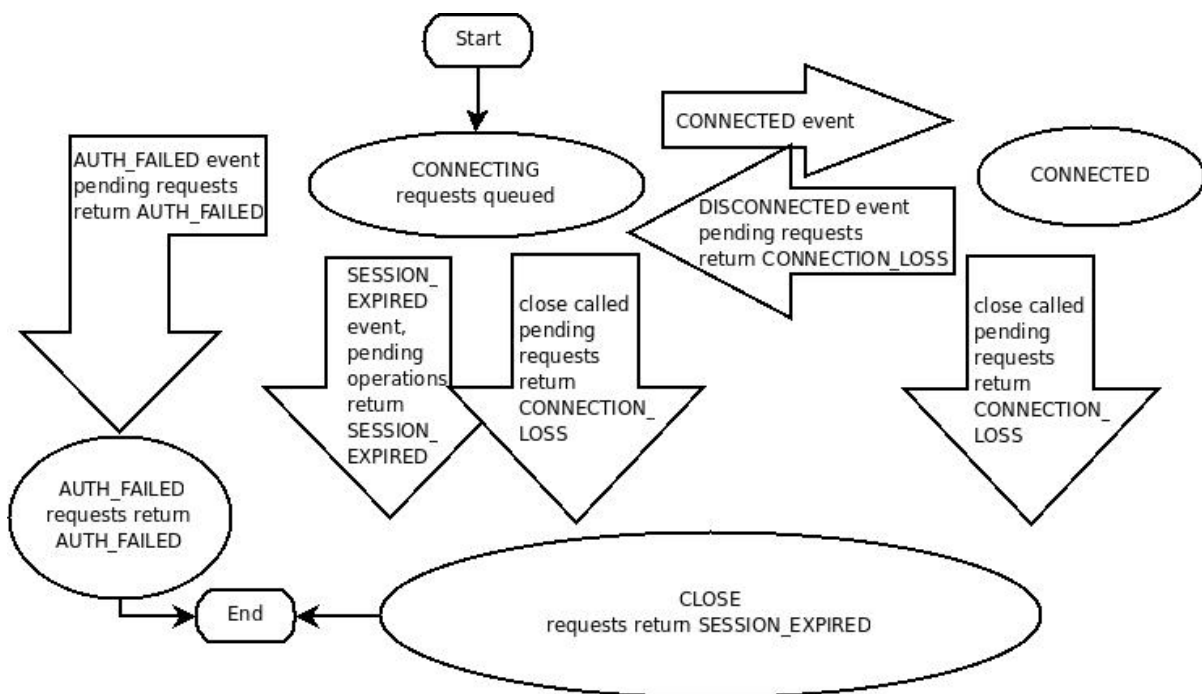 Start
CONNECTED event
AUTH_FAILED event
pending requests
return AUTH_FAILED
CONNECTING
requests queued
CONNECTED
DISCONNECTED event
pending requests
return CONNECTION_LOSS
SESSION_
EXPIRED
event,
pending
operations
return
SESSION_
EXPIRED
close called
pending
requests
return
CONNECTION_
LOSS
close called
pending
requests
return
CONNECTION_
LOSS
AUTH_FAILED
requests return
AUTH_FAILED
End
CLOSE
requests return SESSION_EXPIRED